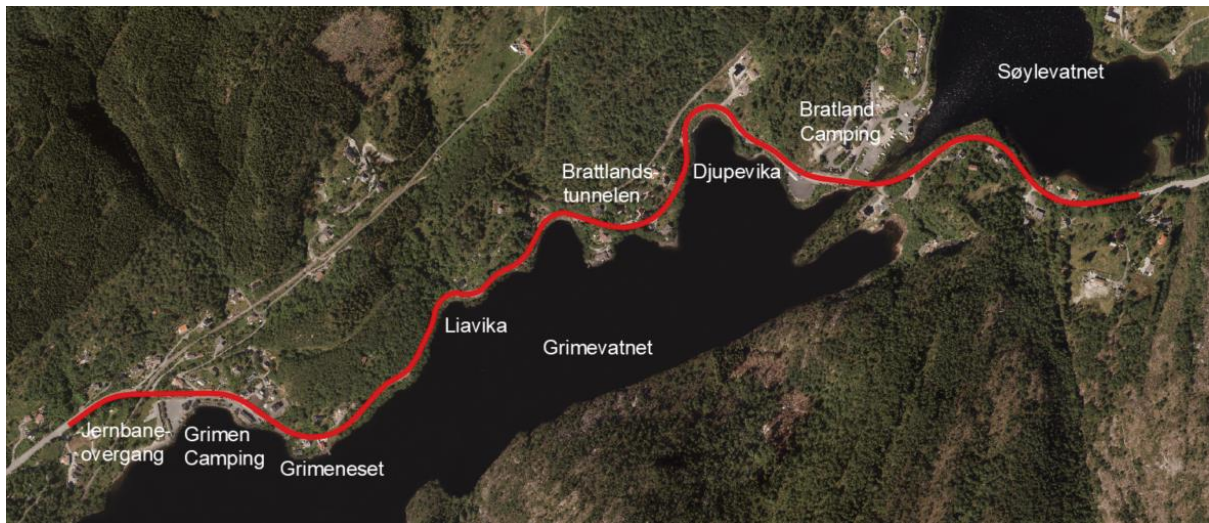 Søylevatnet
Bratland
Camping
Brattlands-
tunnelen
Djupevika
Liavika
Grimevatnet
Jernbane-
overgang
Grimen
Camping
Grimeneset